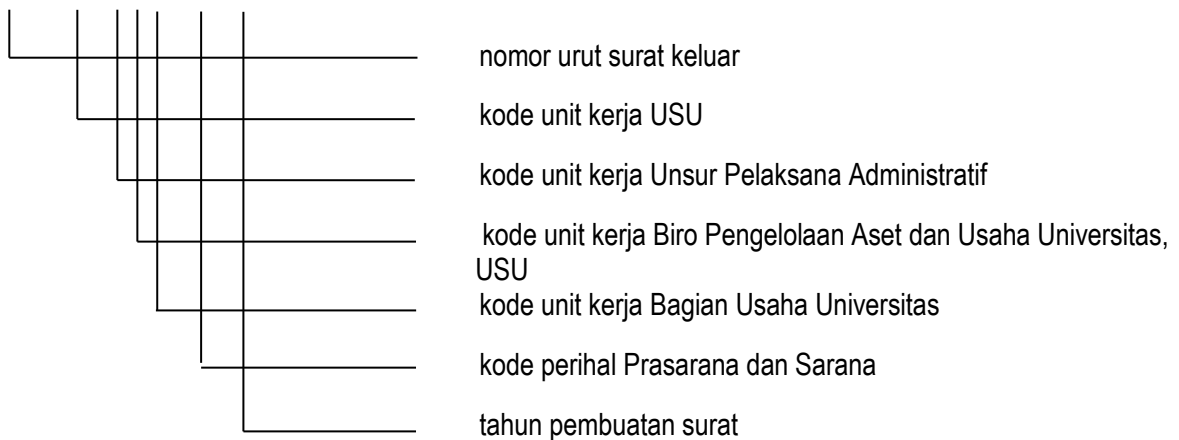 nomor urut surat keluar
kode unit kerja USU
kode unit kerja Unsur Pelaksana Administratif
kode unit kerja Biro Pengelolaan Aset dan Usaha Universitas,
USU
kode unit kerja Bagian Usaha Universitas
kode perihal Prasarana dan Sarana
tahun pembuatan surat